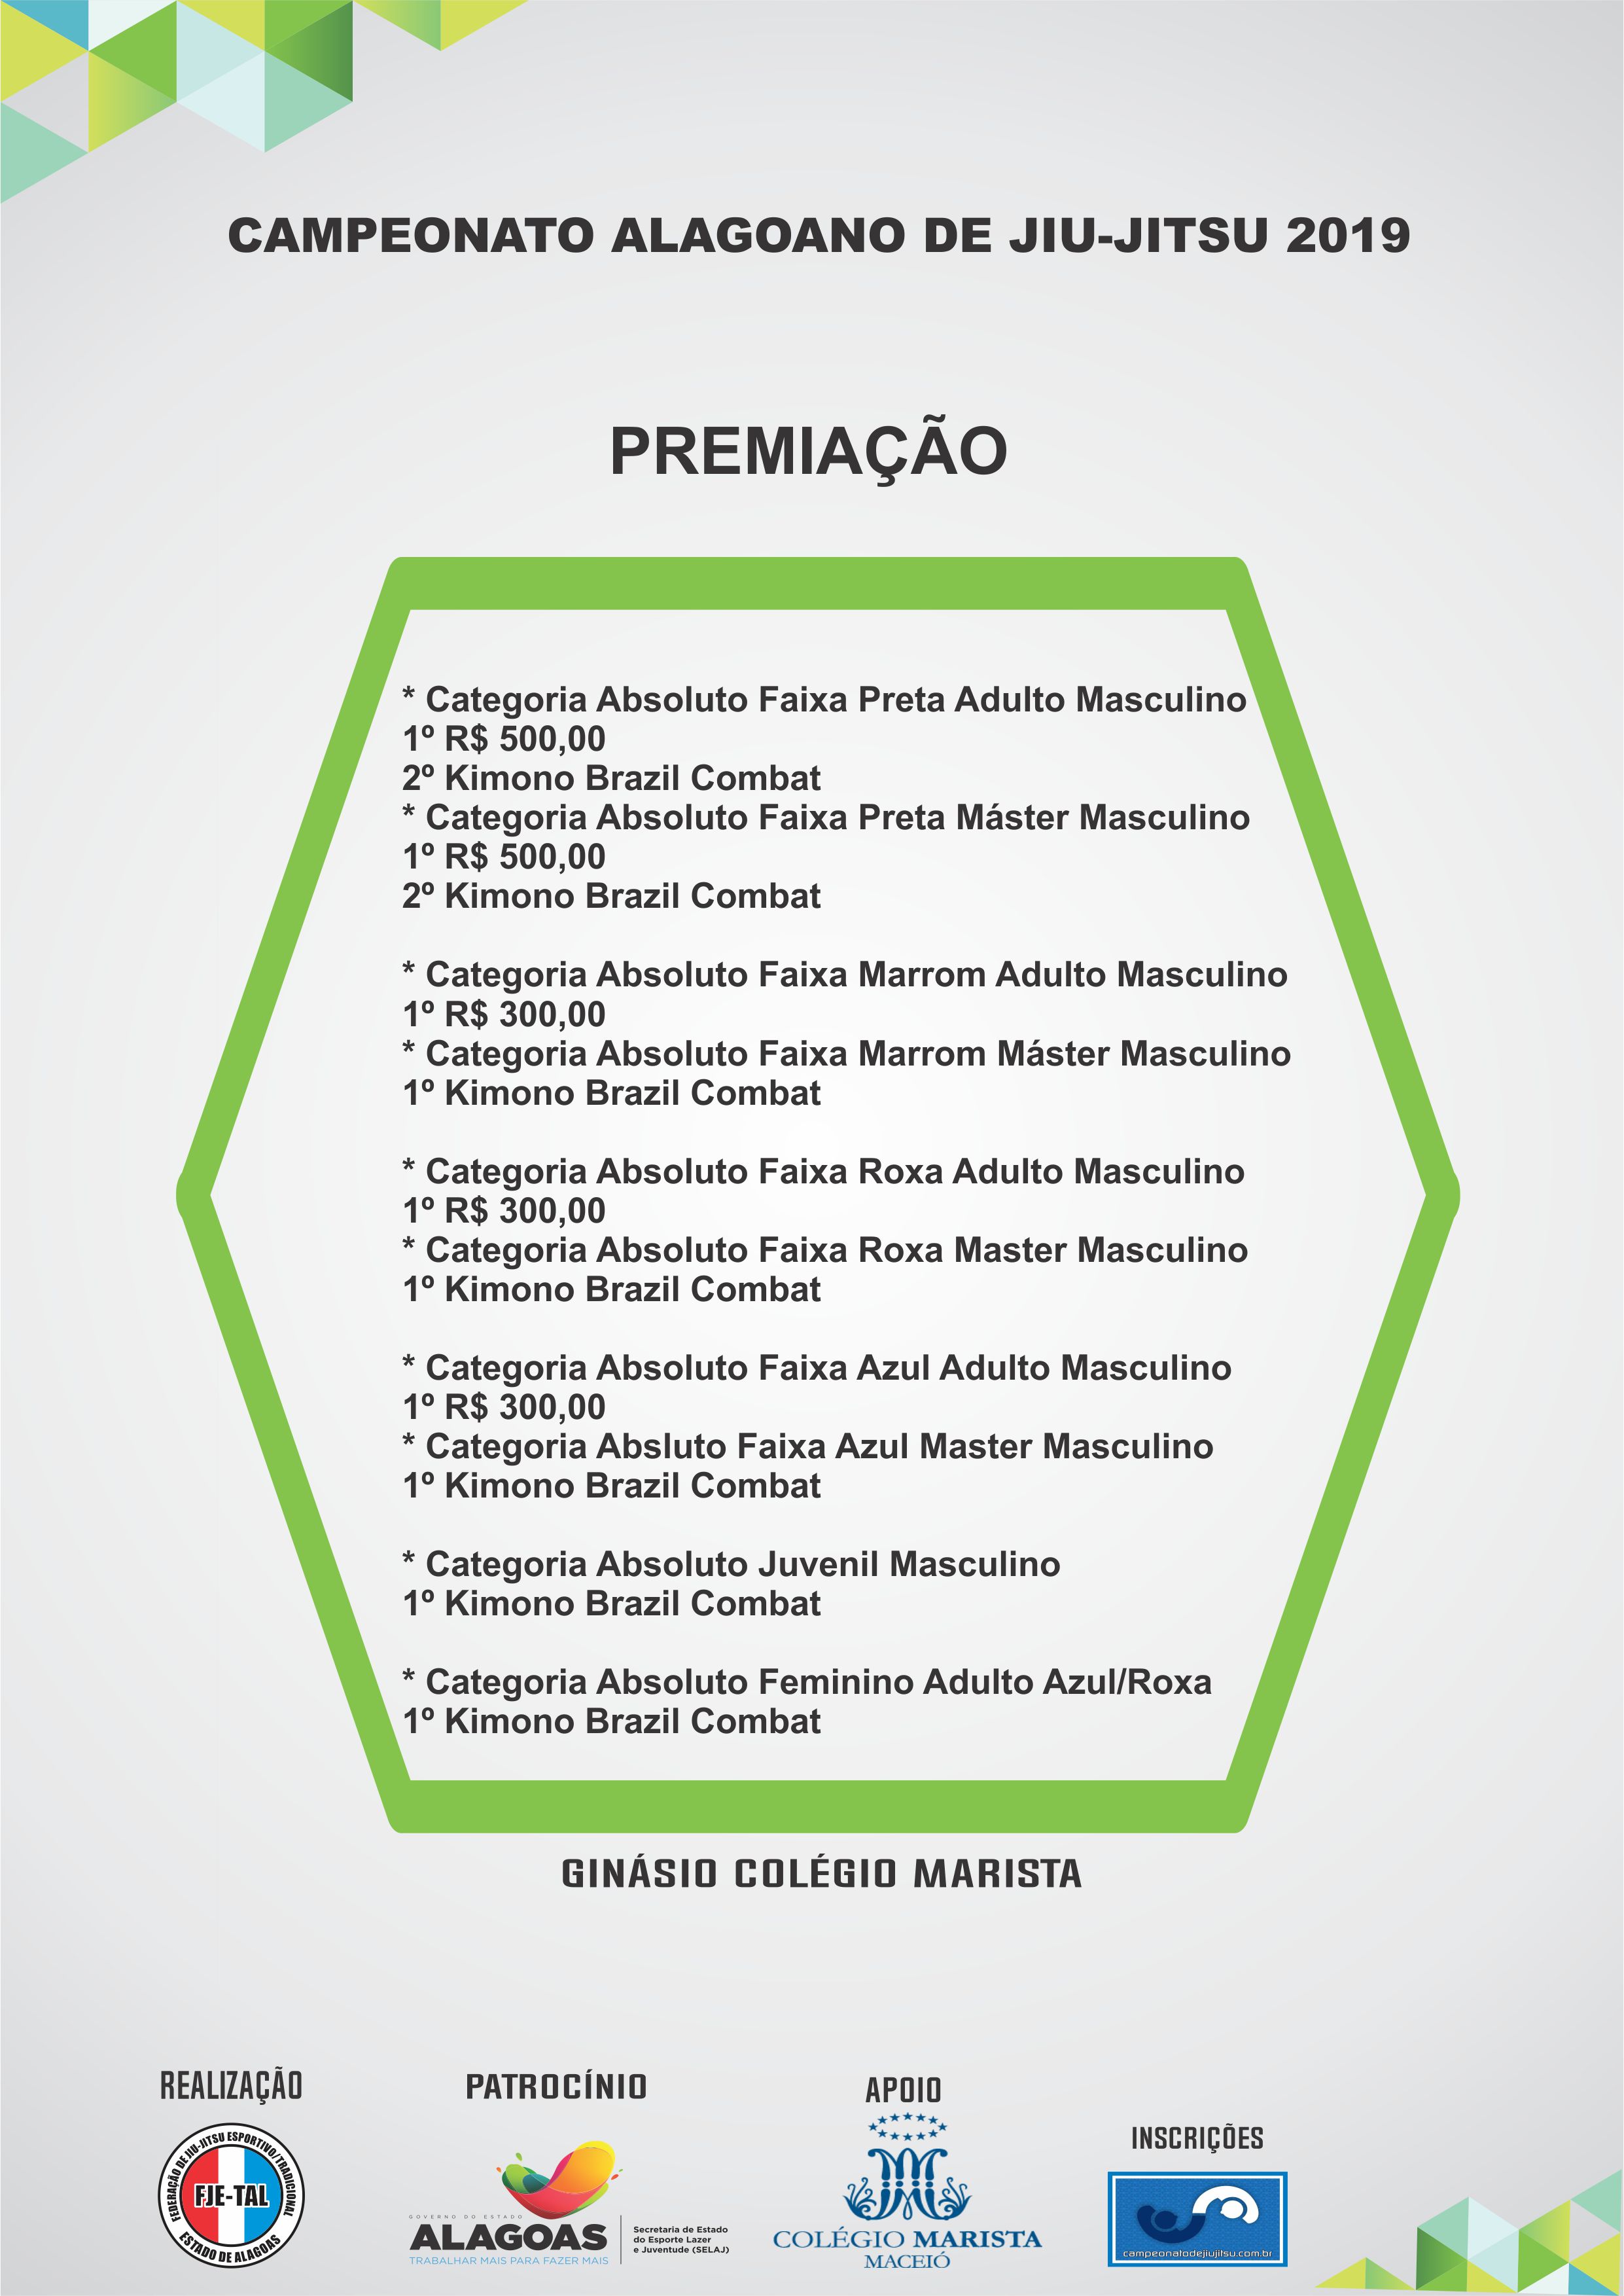 CAMPEONATO ALAGOANO DE JIU-JITSU 2019
PREMIAÇÃO
* Categoria Absoluto Faixa Preta Adulto Masculino
1º R$ 500,00
2º Kimono Brazil Combat
* Categoria Absoluto Faixa Preta Máster Masculino
1º R$ 500,00
2º Kimono Brazil Combat
* Categoria Absoluto Faixa Marrom Adulto Masculino
1º R$ 300,00
* Categoria Absoluto Faixa Marrom Máster Masculino
1º Kimono Brazil Combat
* Categoria Absoluto Faixa Roxa Adulto Masculino
1º R$ 300,00
* Categoria Absoluto Faixa Roxa Master Masculino
1º Kimono Brazil Combat
* Categoria Absoluto Faixa Azul Adulto Masculino
1º R$ 300,00
* Categoria Absluto Faixa Azul Master Masculino
1º Kimono Brazil Combat
* Categoria Absoluto Juvenil Masculino
1º Kimono Brazil Combat
* Categoria Absoluto Feminino Adulto Azul/Roxa
1º Kimono Brazil Combat
GINÁSIO COLÉGIO MARISTA
REALIZAÇÃO
FEDERAÇÃO DE JIU-JITSU ESPORTIVO/TRADICIONAL
FJE-TAL
ESTADO DE ALAGOAS
PATROCÍNIO
GOVERNO DO ESTADO
ALAGOAS
TRABALHAR MAIS PARA FAZER MAIS
Secretaria de Estado
do Esporte Lazer
e Juventude (SELAJ)
APOIO
COLÉGIO MARISTA
MACEIÓ
INSCRIÇÕES
campeonatodejiujitsu.com.br